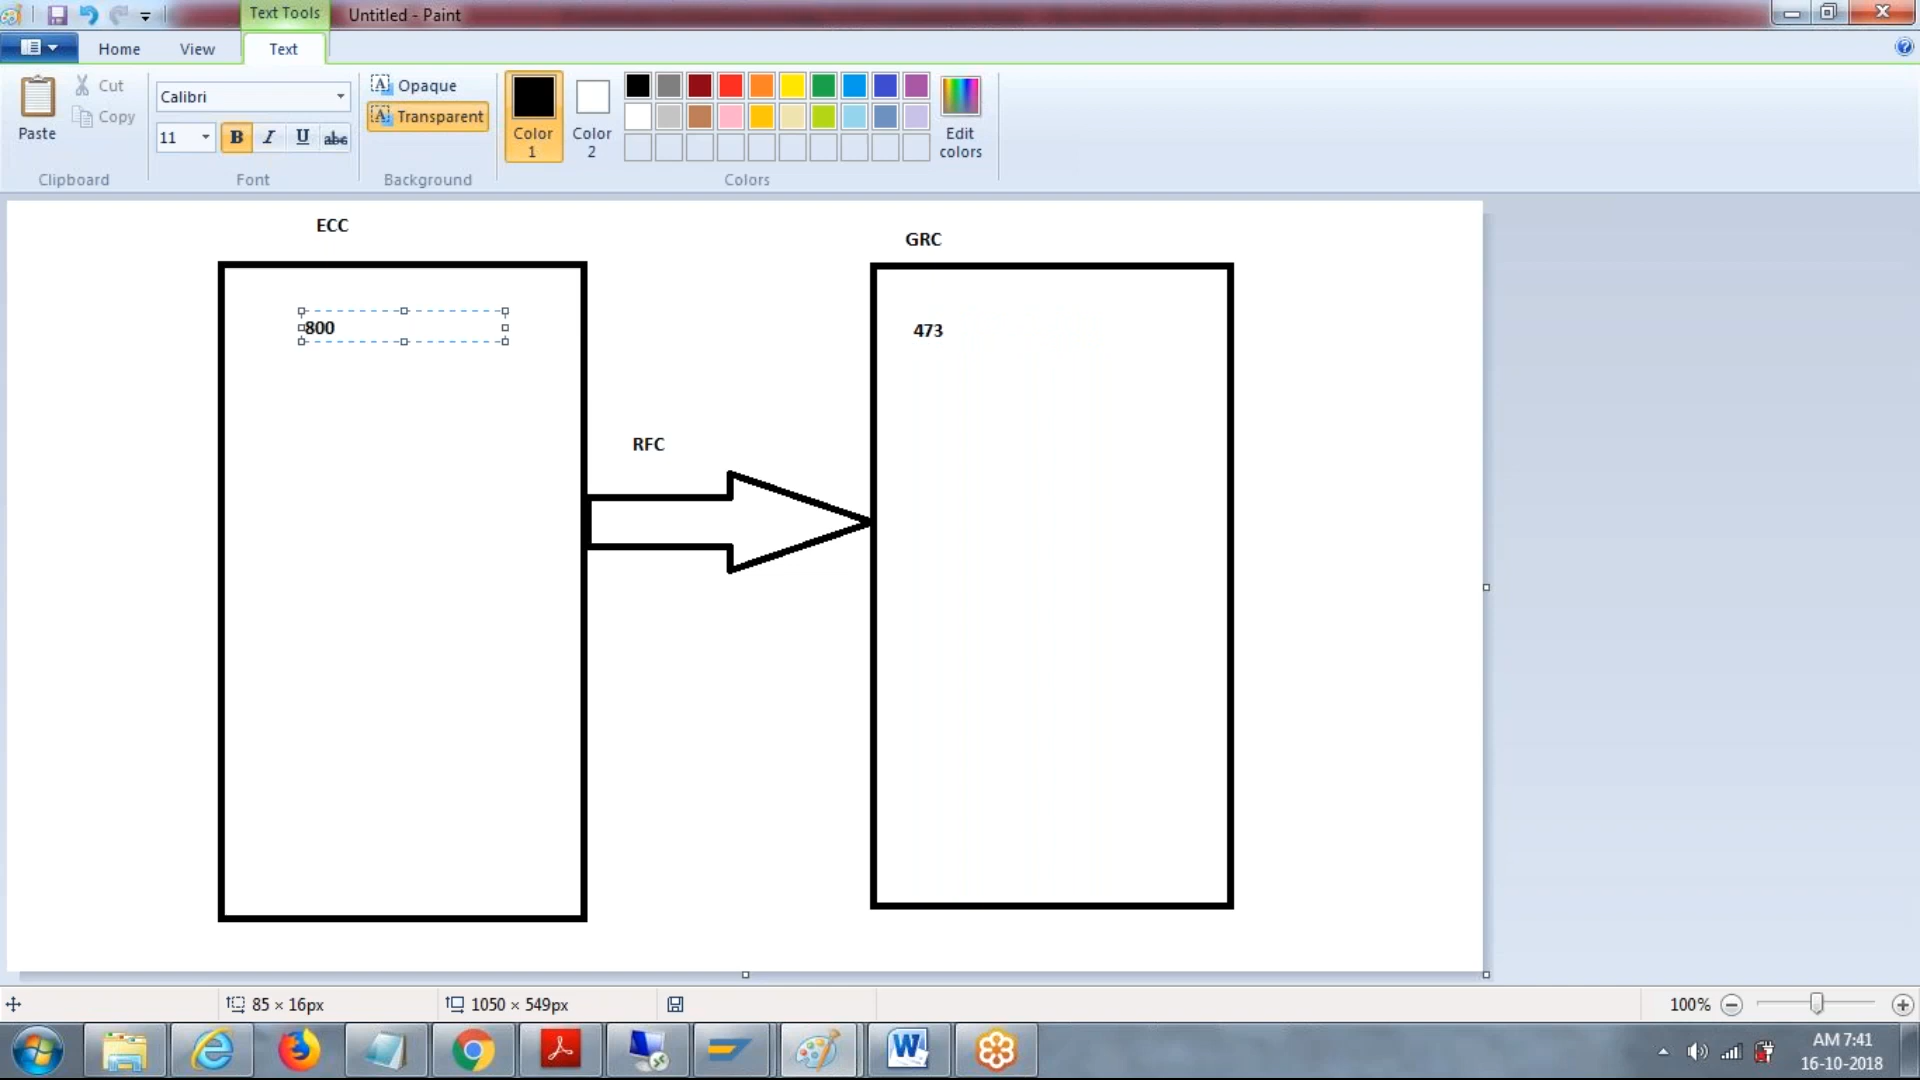 Text Tools
Untitled - Paint
Home
View
Text
Paste
Cut
Copy
Clipboard
Calibri
11
B
I
U
abc
Font
Opaque
Transparent
Background
Color
1
Color
2
Edit
colors
Colors
ECC
GRC
800
473
RFC
85 × 16px
1050 × 549px
100%
AM 7:41
16-10-2018